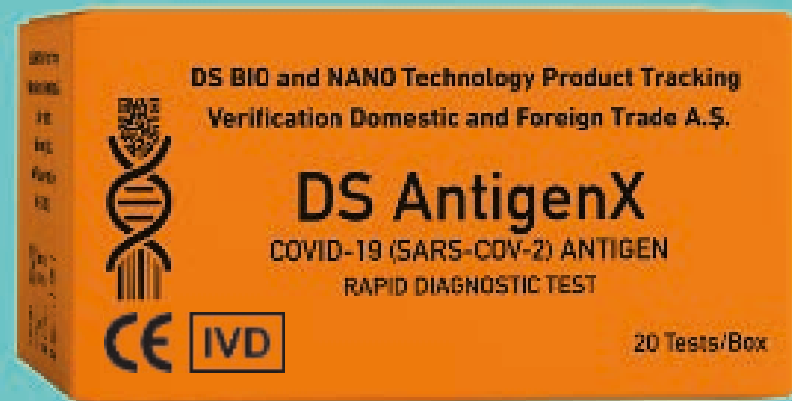 DS BIO and NANO Technology Product Tracking
Verification Domestic and Foreign Trade A.Ş.
DS AntigenX
COVID-19 (SARS-COV-2) ANTIGEN
RAPID DIAGNOSTIC TEST
CE IVD
20 Tests/Box